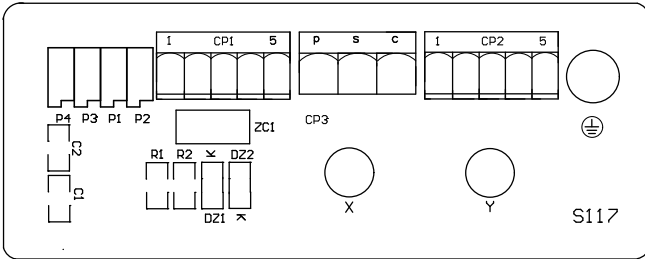 1 CP1 5
P S C
1 CP2 5
P4 P3 P1 P2
ZC1
CP3
C2
R1 R2 K DZ2
C1
DZ1 K
X
Y
S117